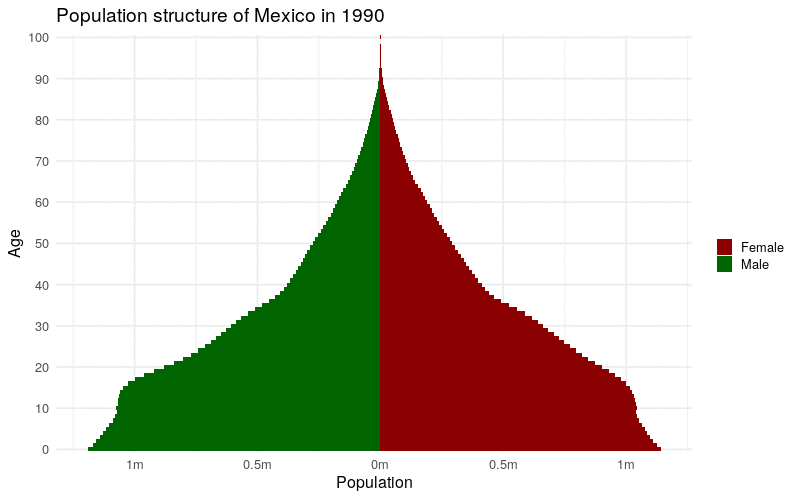 Population structure of Mexico in 1990
100
90
80
70
60
50
40
30
20
10
0
Age
1m
0.5m
0m
0.5m
1m
Population
Female
Male